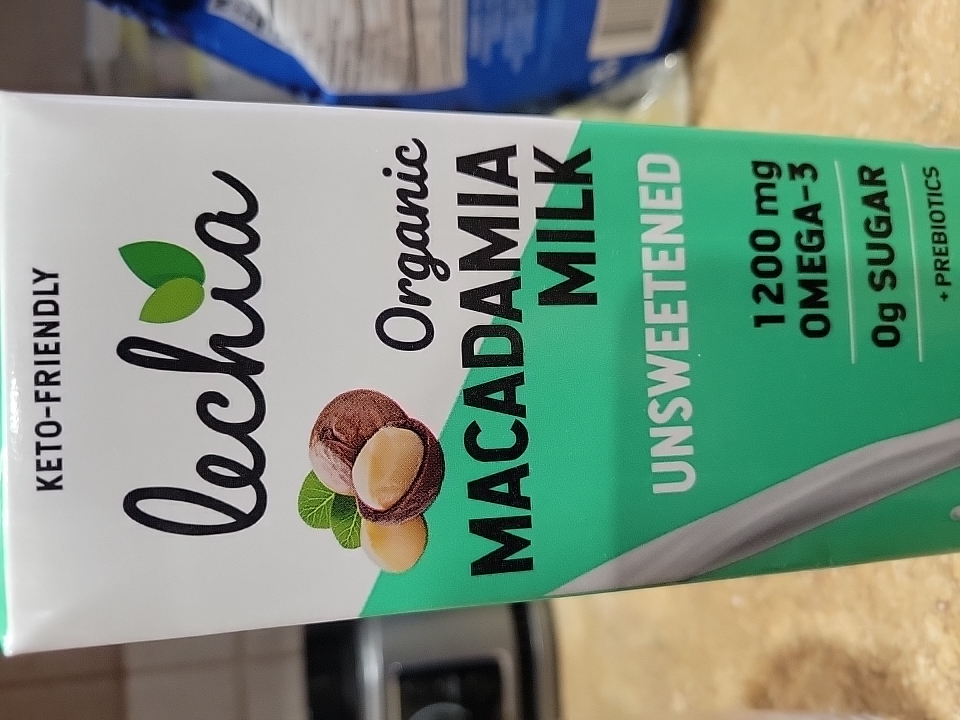 KETO-FRIENDLY
lechia
Organic
MACADAMIA
MILK
UNSWEETENED
1200 mg
OMEGA-3
0g SUGAR
+PREBIOTICS